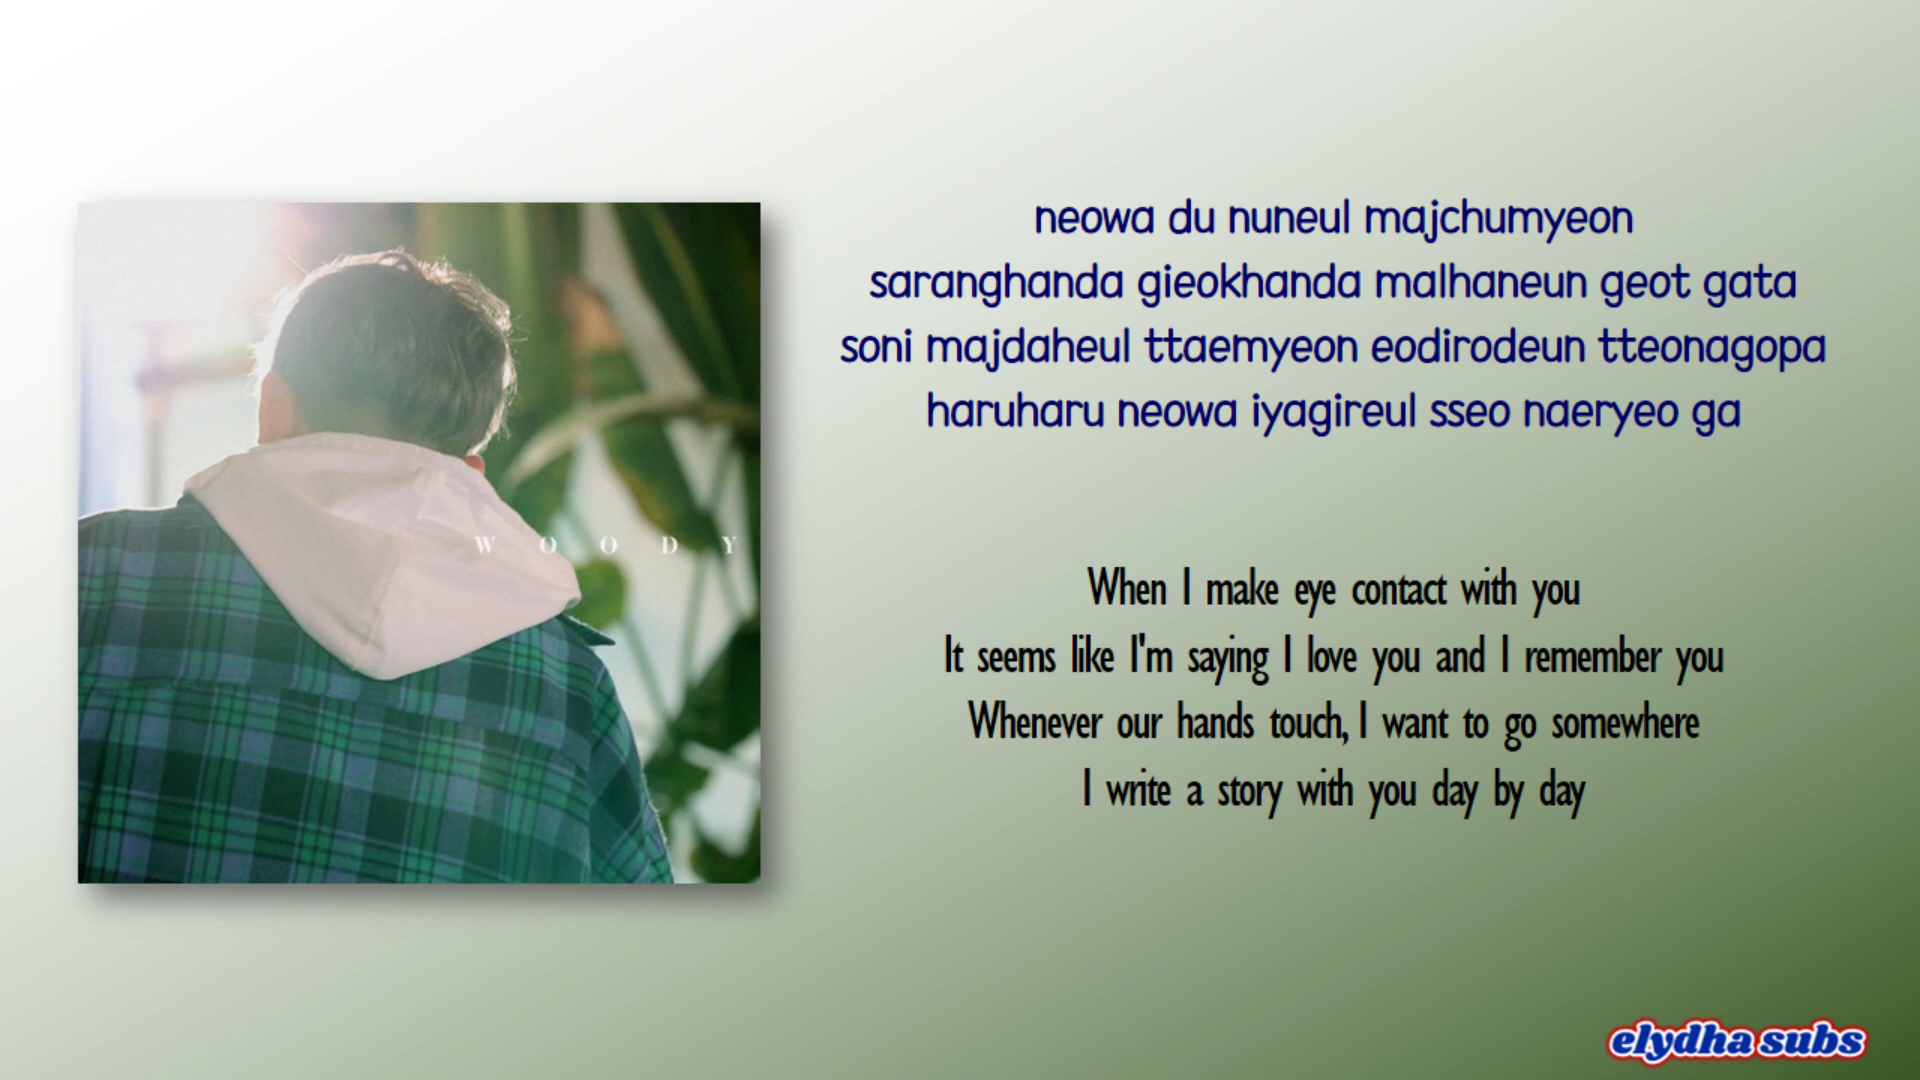 neowa du nuneul majchumyeon
saranghanda gieokhanda malhaneun geot gata
soni majdaheul ttaemyeon eodirodeun tteonagopa
haruharu neowa iyagireul sseo naeryeo ga
W O O D Y
When I make eye contact with you
It seems like I'm saying I love you and I remember you
Whenever our hands touch, I want to go somewhere
I write a story with you day by day
elydha subs